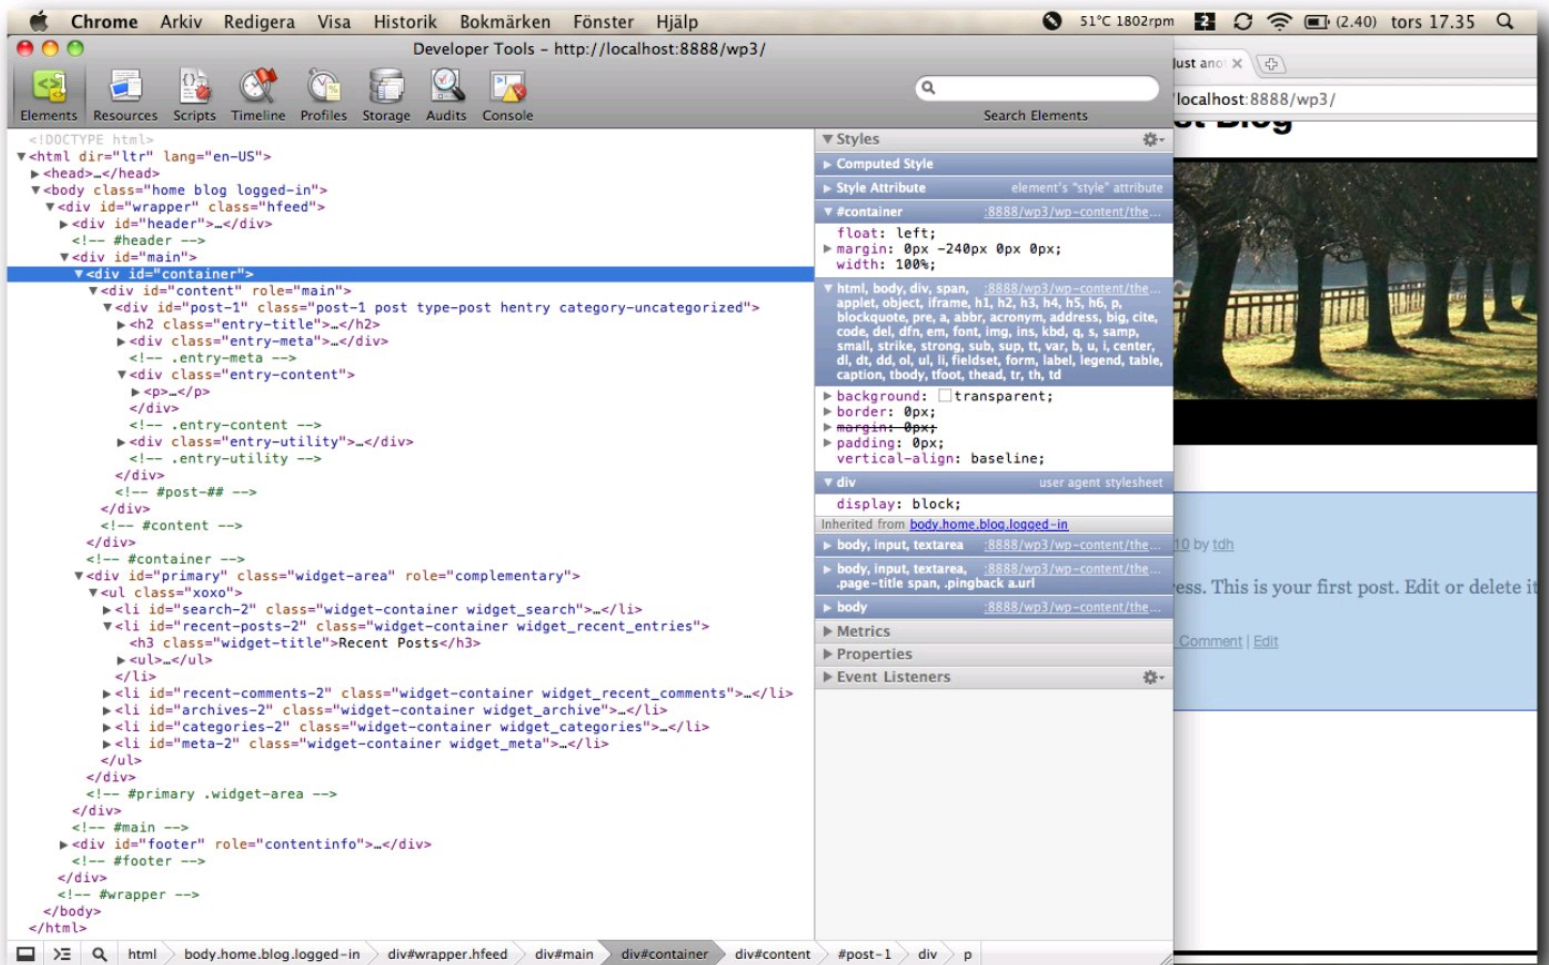 Chrome Arkiv Redigera Visa Historik Bokmärken Fönster Hjälp 51°C 1802rpm 2 (2.40) tors 17.35
Developer Tools - http://localhost:8888/wp3/
Elements Resources Scripts Timeline Profiles Storage Audits Console Search Elements
<!DOCTYPE html>
▼<html dir="ltr" lang="en-US">
▶<head>…</head>
▼<body class="home blog logged-in">
▼<div id="wrapper" class="hfeed">
▶<div id="header">…</div>
<!-- #header -->
▼<div id="main">
▼<div id="container">
▼<div id="content" role="main">
▼<div id="post-1" class="post-1 post type-post hentry category-uncategorized">
▶<h2 class="entry-title">…</h2>
▶<div class="entry-meta">…</div>
<!-- .entry-meta -->
▼<div class="entry-content">
▶<p>…</p>
</div>
<!-- .entry-content -->
▶<div class="entry-utility">…</div>
<!-- .entry-utility -->
</div>
<!-- #post-## -->
</div>
<!-- #content -->
</div>
<!-- #container -->
▼<div id="primary" class="widget-area" role="complementary">
▼<ul class="xoxo">
▶<li id="search-2" class="widget-container widget_search">…</li>
▼<li id="recent-posts-2" class="widget-container widget_recent_entries">
<h3 class="widget-title">Recent Posts</h3>
▶<ul>…</ul>
</li>
▶<li id="recent-comments-2" class="widget-container widget_recent_comments">…</li>
▶<li id="archives-2" class="widget-container widget_archive">…</li>
▶<li id="categories-2" class="widget-container widget_categories">…</li>
▶<li id="meta-2" class="widget-container widget_meta">…</li>
</ul>
</div>
<!-- #primary .widget-area -->
</div>
<!-- #main -->
▶<div id="footer" role="contentinfo">…</div>
<!-- #footer -->
</div>
<!-- #wrapper -->
</body>
</html>
html body.home.blog.logged-in div#wrapper.hfeed div#main div#container div#content #post-1 div p
▼ Styles
▶ Computed Style
▶ Style Attribute element's "style" attribute
▼ #container :8888/wp3/wp-content/the...
float: left;
▶ margin: 0px -240px 0px 0px;
width: 100%;
▼ html, body, div, span, :8888/wp3/wp-content/the...
applet, object, iframe, h1, h2, h3, h4, h5, h6, p,
blockquote, pre, a, abbr, acronym, address, big, cite,
code, del, dfn, em, font, img, ins, kbd, q, s, samp,
small, strike, strong, sub, sup, tt, var, b, u, i, center,
dl, dt, dd, ol, ul, li, fieldset, form, label, legend, table,
caption, tbody, tfoot, thead, tr, th, td
▶ background: transparent;
▶ border: 0px;
▶ margin: 0px;
▶ padding: 0px;
vertical-align: baseline;
▼ div user agent stylesheet
display: block;
Inherited from body.home.blog.logged-in
▶ body, input, textarea :8888/wp3/wp-content/the...
▶ body, input, textarea, :8888/wp3/wp-content/the...
.page-title span, .pingback a.url
▶ body :8888/wp3/wp-content/the...
▶ Metrics
▶ Properties
▶ Event Listeners
Just anot
localhost:8888/wp3/
st Blog
10 by tdh
ess. This is your first post. Edit or delete it
Comment | Edit